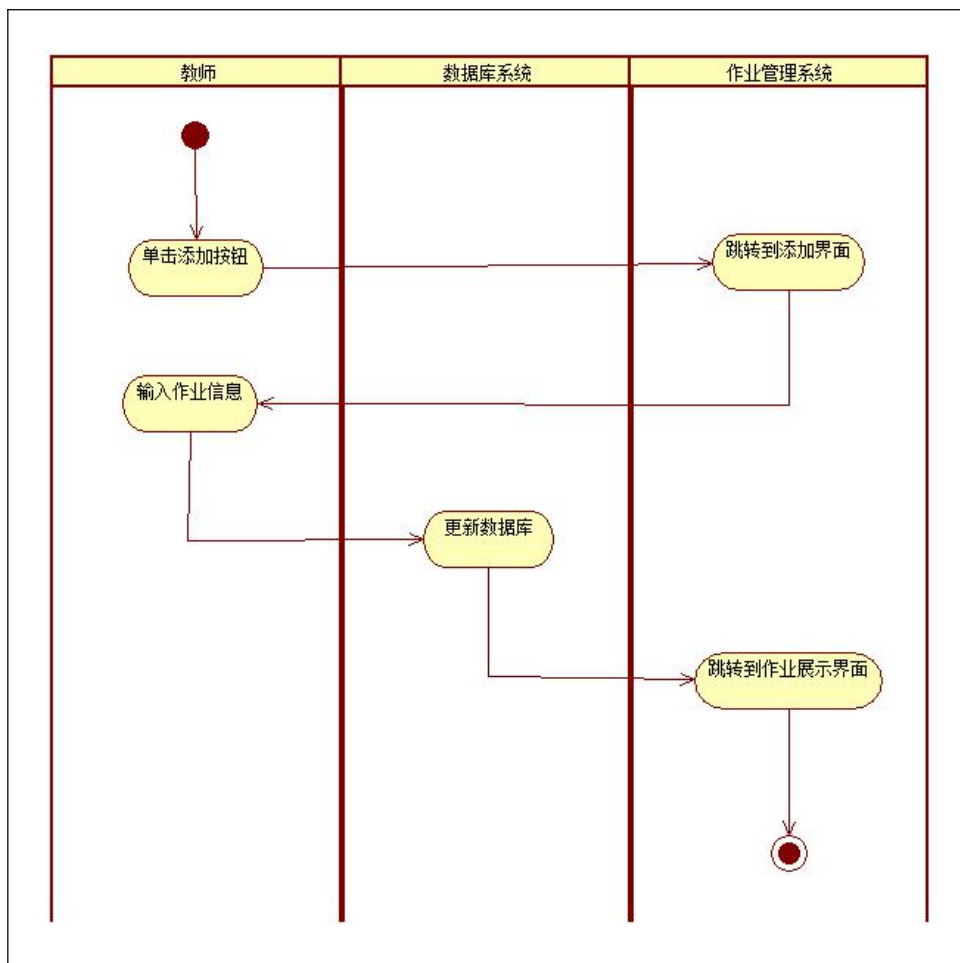 教师
数据库系统
作业管理系统
单击添加按钮
跳转到添加界面
输入作业信息
更新数据库
跳转到作业展示界面